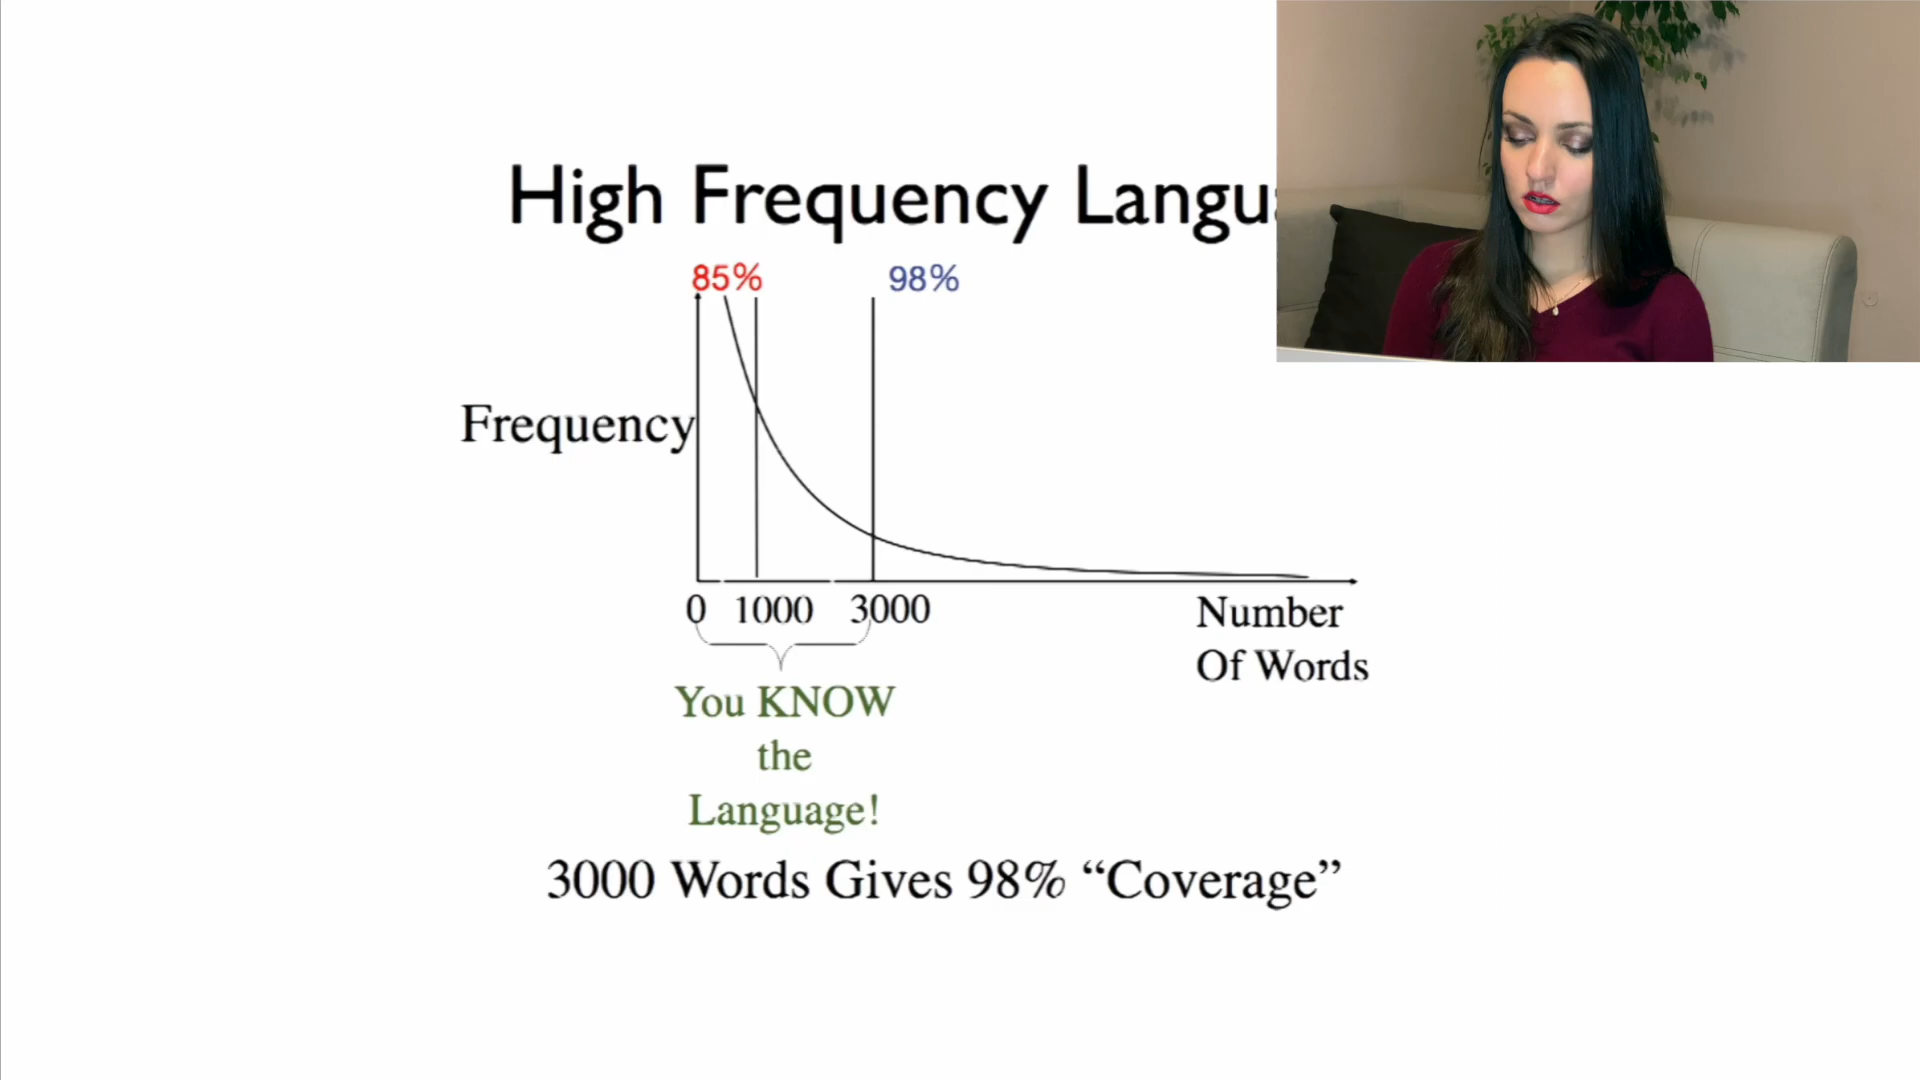 High Frequency Langu
85% 98%
Frequency
0 1000 3000
Number
Of Words
You KNOW
the
Language!
3000 Words Gives 98% “Coverage”